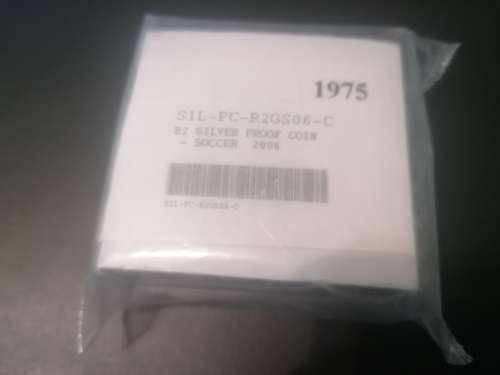 1975
SIL-PC-R2GS06-C
R2 SILVER PROOF COIN
- SOCCER 2006
SIL-PC-R2GS06-C